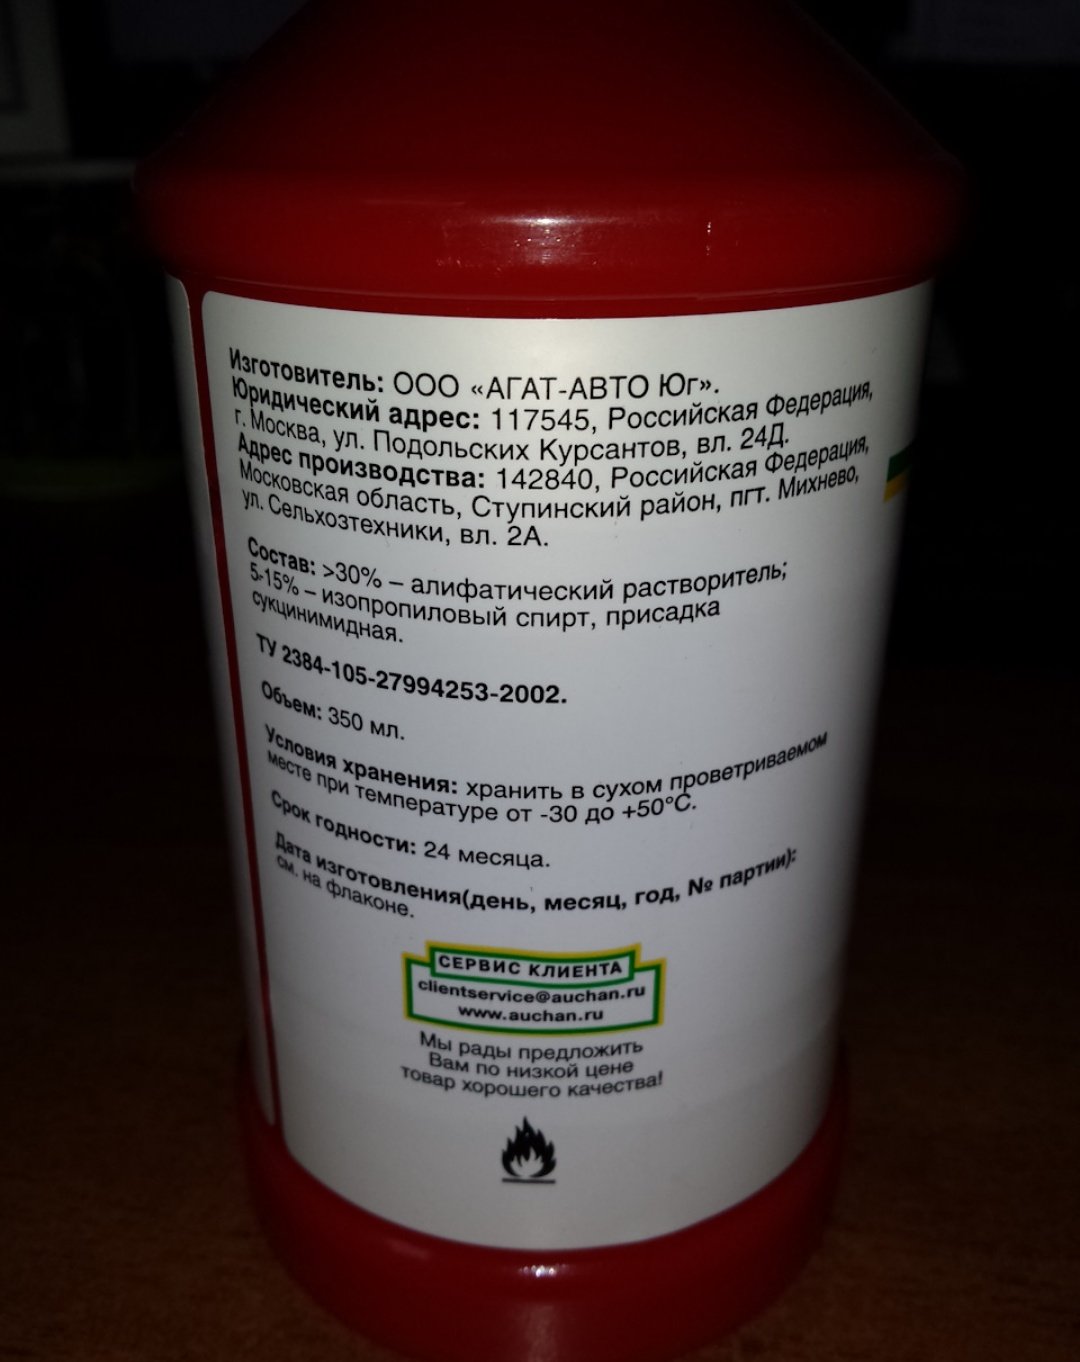 Изготовитель: ООО «АГАТ-АВТО Юг».
Юридический адрес: 117545, Российская Федерация,
г. Москва, ул. Подольских Курсантов, вл. 24Д.
Адрес производства: 142840, Российская Федерация,
Московская область, Ступинский район, пгт. Михнево,
ул. Сельхозтехники, вл. 2А.
Состав: >30% – алифатический растворитель;
5-15% – изопропиловый спирт, присадка
сукцинимидная.
ТУ 2384-105-27994253-2002.
Объем: 350 мл.
Условия хранения: хранить в сухом проветриваемом
месте при температуре от -30 до +50°С.
Срок годности: 24 месяца.
Дата изготовления(день, месяц, год, № партии):
см. на флаконе.
СЕРВИС КЛИЕНТА
clientservice@auchan.ru
www.auchan.ru
Мы рады предложить
Вам по низкой цене
товар хорошего качества!